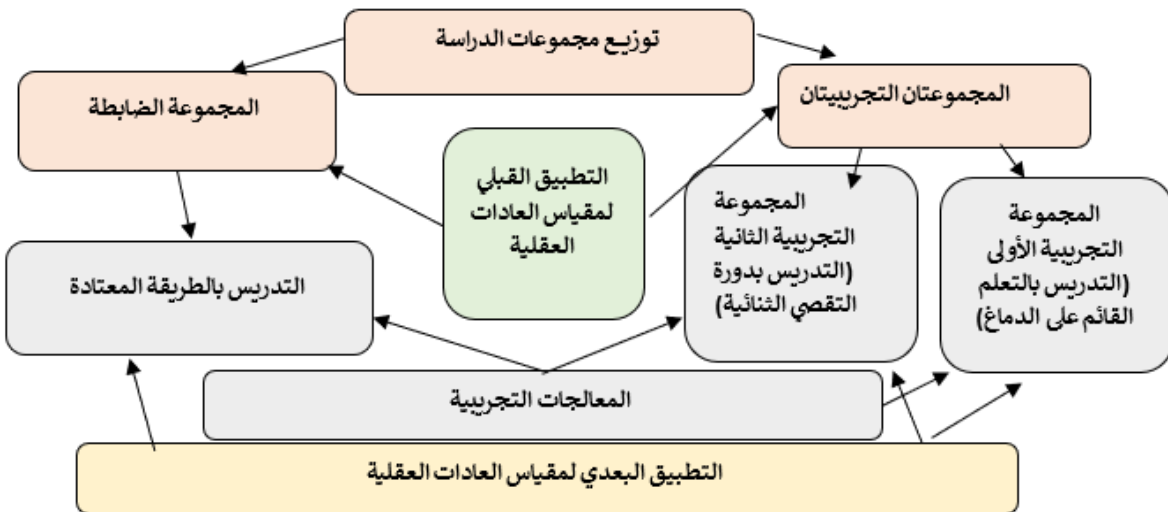 توزيع مجموعات الدراسة
المجموعتان التجريبيتان
المجموعة الضابطة
التطبيق القبلي
لمقياس العادات
العقلية
المجموعة
التجريبية الأولى
(التدريس بالتعلم
القائم على الدماغ)
المجموعة
التجريبية الثانية
(التدريس بدورة
التقصي الثنائية)
التدريس بالطريقة المعتادة
المعالجات التجريبية
التطبيق البعدي لمقياس العادات العقلية